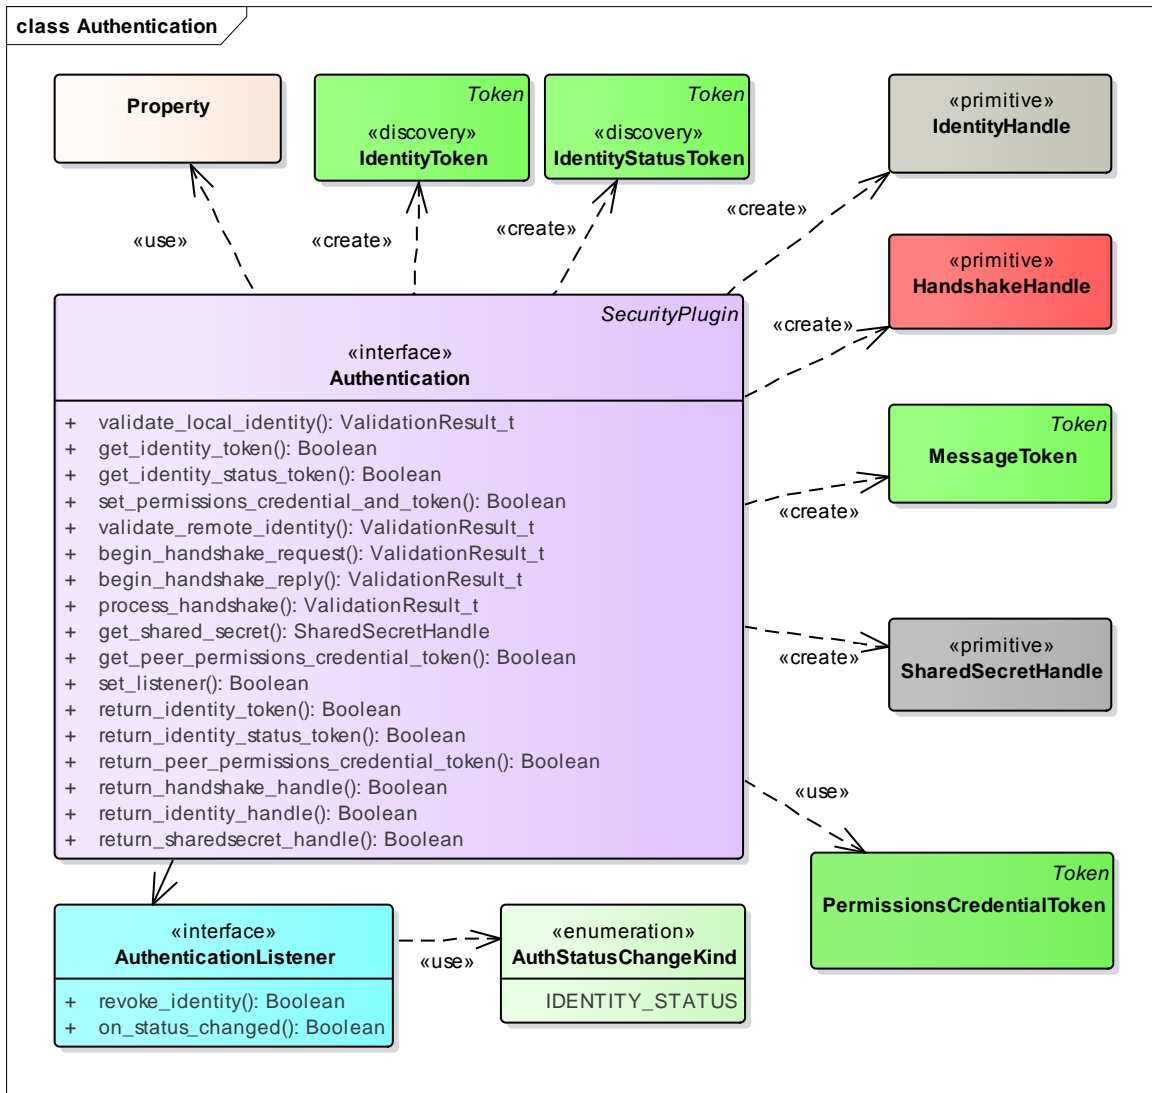 class Authentication
Property
Token
«discovery»
IdentityToken
Token
«discovery»
IdentityStatusToken
«primitive»
IdentityHandle
«use»
«create»
«create»
«create»
«primitive»
HandshakeHandle
«create»
SecurityPlugin
«interface»
Authentication
+ validate_local_identity(): ValidationResult_t
+ get_identity_token(): Boolean
+ get_identity_status_token(): Boolean
+ set_permissions_credential_and_token(): Boolean
+ validate_remote_identity(): ValidationResult_t
+ begin_handshake_request(): ValidationResult_t
+ begin_handshake_reply(): ValidationResult_t
+ process_handshake(): ValidationResult_t
+ get_shared_secret(): SharedSecretHandle
+ get_peer_permissions_credential_token(): Boolean
+ set_listener(): Boolean
+ return_identity_token(): Boolean
+ return_identity_status_token(): Boolean
+ return_peer_permissions_credential_token(): Boolean
+ return_handshake_handle(): Boolean
+ return_identity_handle(): Boolean
+ return_sharedsecret_handle(): Boolean
Token
MessageToken
«create»
«primitive»
SharedSecretHandle
«create»
«use»
Token
PermissionsCredentialToken
«interface»
AuthenticationListener
+ revoke_identity(): Boolean
+ on_status_changed(): Boolean
«use»
«enumeration»
AuthStatusChangeKind
IDENTITY_STATUS